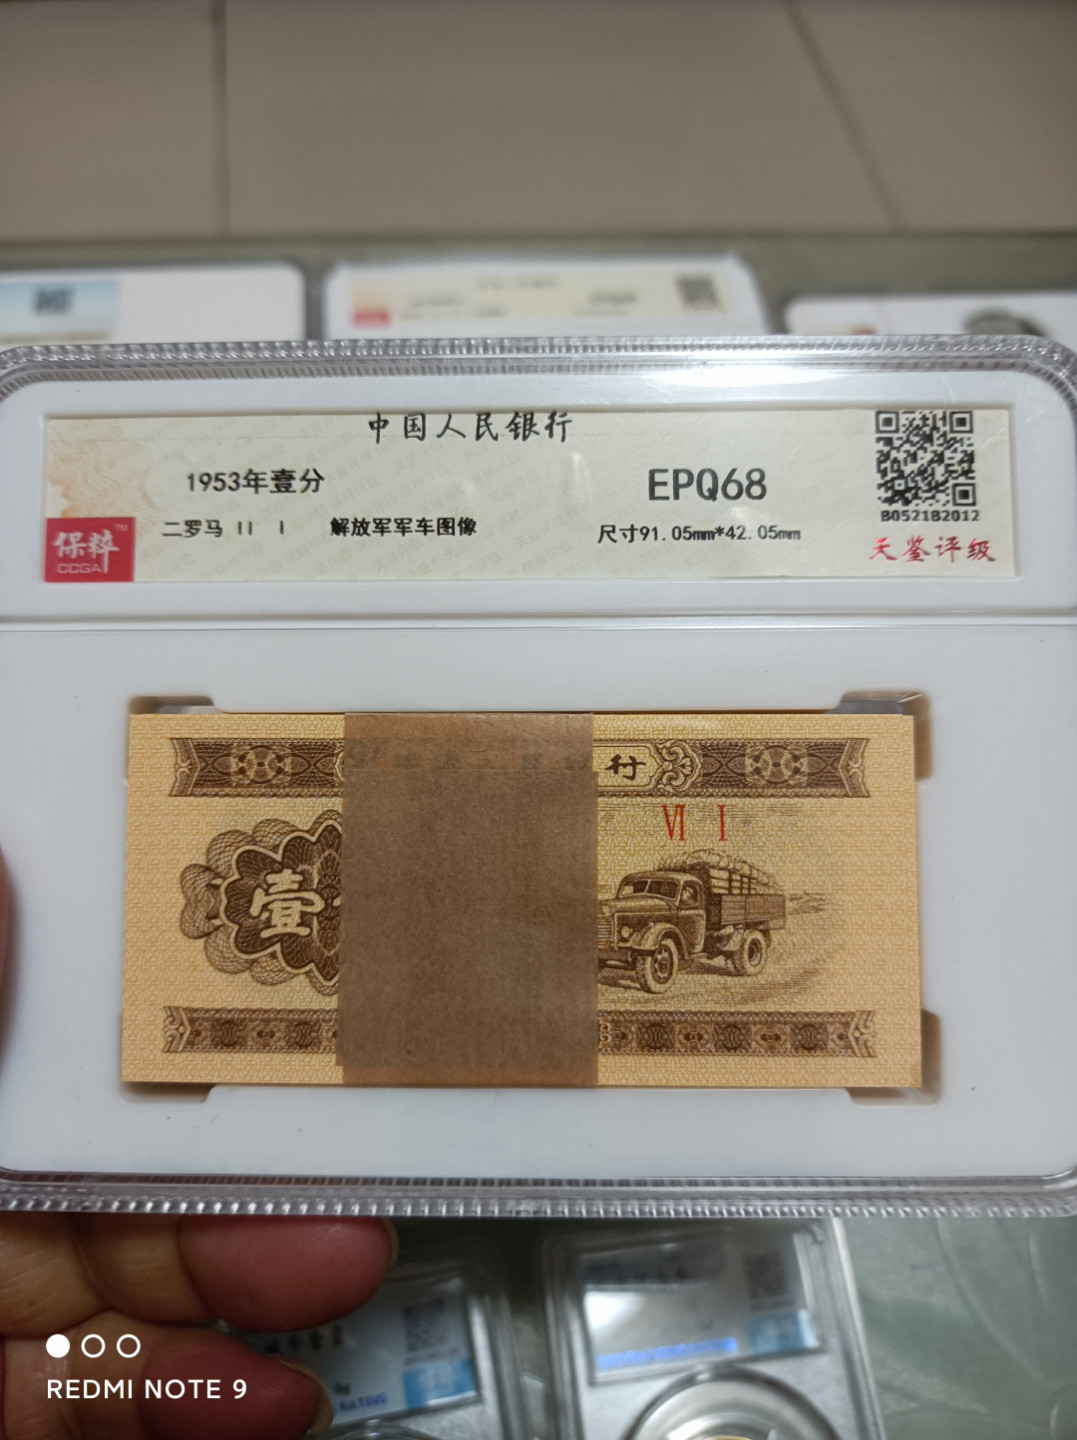 中国人民银行
1953年壹分
EPQ68
B052182012
二罗马 II I 解放军军车图像
尺寸91.05mm*42.05mm
天鉴评级
保粹™
CCGA
行
VI I
壹
REDMI NOTE 9